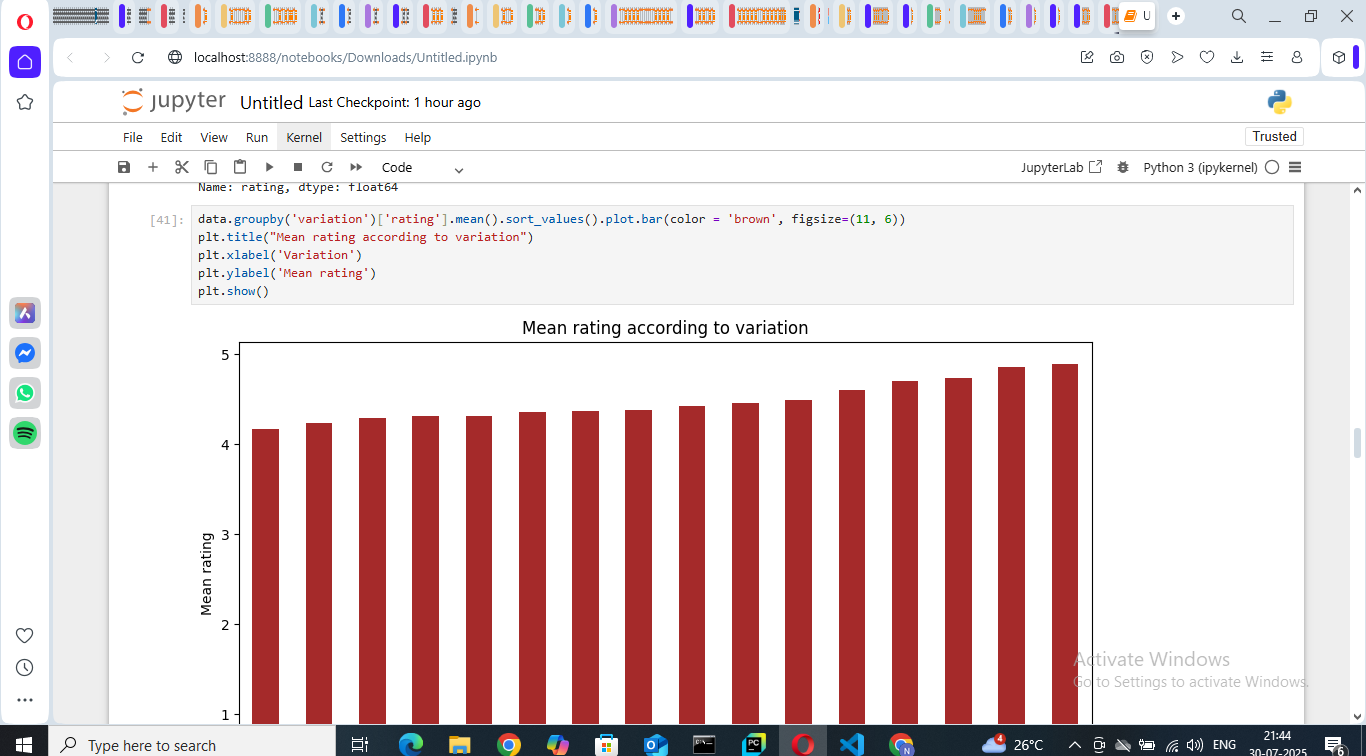 U
localhost:8888/notebooks/Downloads/Untitled.ipynb
jupyter Untitled Last Checkpoint: 1 hour ago
File Edit View Run Kernel Settings Help
Trusted
Code
JupyterLab
Python 3 (ipykernel)
Name: rating, dtype: float64
[41]:
data.groupby('variation')['rating'].mean().sort_values().plot.bar(color = 'brown', figsize=(11, 6))
plt.title("Mean rating according to variation")
plt.xlabel('Variation')
plt.ylabel('Mean rating')
plt.show()
Mean rating according to variation
5
4
3
2
1
Mean rating
Activate Windows
Go to Settings to activate Windows.
Type here to search
PC
N
4
26°C
ENG
21:44
30-07-2025
6